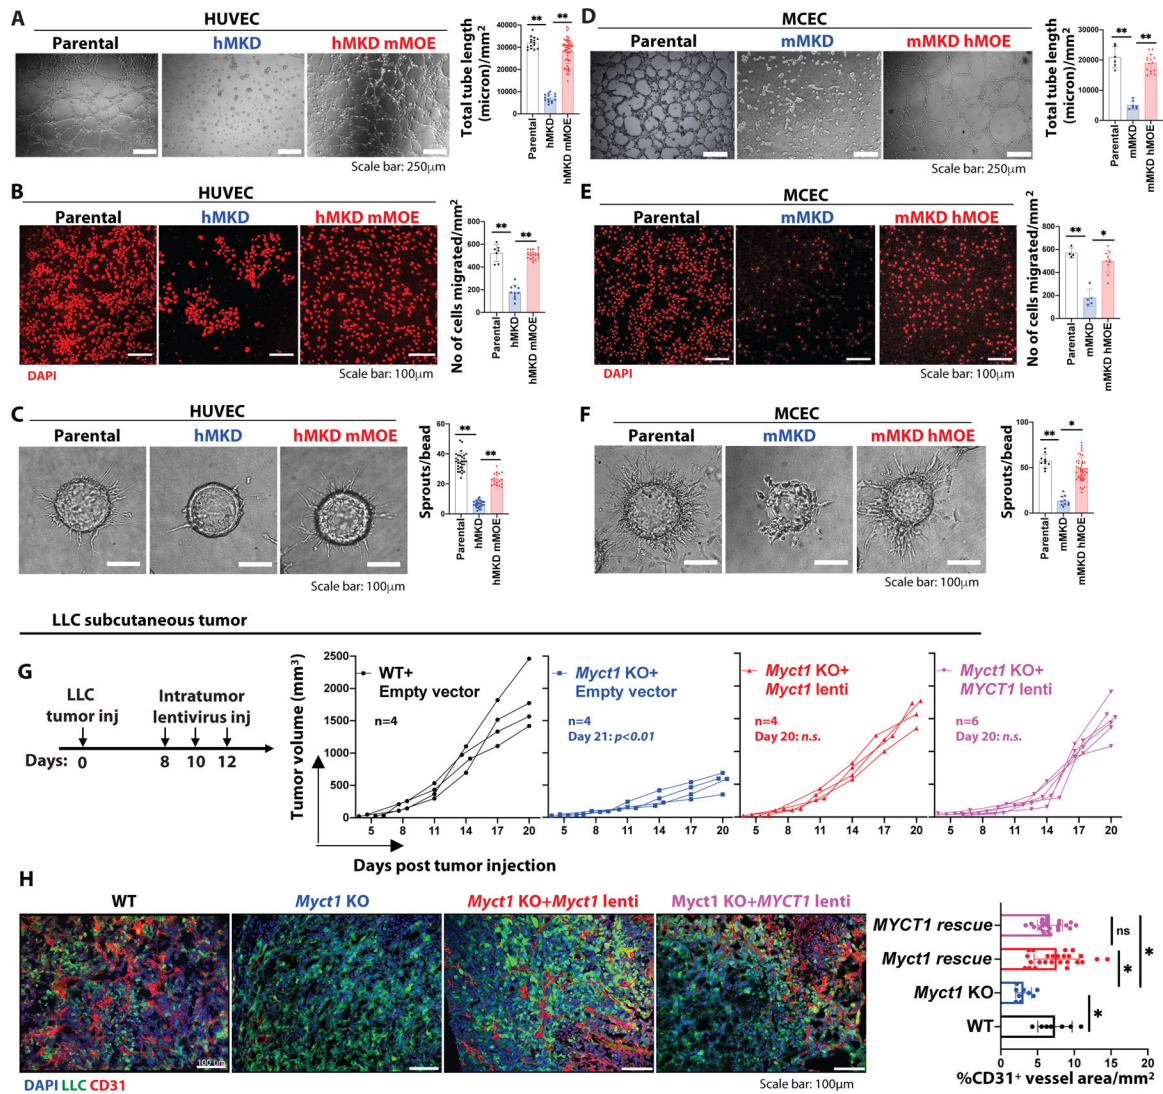 A
HUVEC
Parental hMKD hMKD mMOE
Scale bar: 250μm
Total tube length
(micron)/mm²
** **
40000
30000
20000
10000
0
Parental
hMKD
hMKD mMOE
D
MCEC
Parental mMKD mMKD hMOE
Scale bar: 250μm
Total tube length
(micron)/mm²
** **
30000
20000
10000
0
Parental
mMKD
mMKD hMOE
B
HUVEC
Parental hMKD hMKD mMOE
DAPI
Scale bar: 100μm
No of cells migrated/mm²
** **
800
600
400
200
0
Parental
hMKD
hMKD mMOE
E
MCEC
Parental mMKD mMKD hMOE
DAPI
Scale bar: 100μm
No of cells migrated/mm²
** *
800
600
400
200
0
Parental
mMKD
mMKD hMOE
C
HUVEC
Parental hMKD hMKD mMOE
Scale bar: 100μm
Sprouts/bead
** **
60
40
20
0
Parental
hMKD
hMKD mMOE
F
MCEC
Parental mMKD mMKD hMOE
Scale bar: 100μm
Sprouts/bead
** *
100
50
0
Parental
mMKD
mMKD hMOE
LLC subcutaneous tumor
G
LLC
tumor inj
Intratumor
lentivirus inj
Days: 0 8 10 12
Tumor volume (mm³)
2500
2000
1500
1000
500
0
WT+
Empty vector
n=4
5 8 11 14 17 20
Myct1 KO+
Empty vector
n=4
Day 21: p<0.01
5 8 11 14 17 20
Myct1 KO+
Myct1 lenti
n=4
Day 20: n.s.
5 8 11 14 17 20
Myct1 KO+
MYCT1 lenti
n=6
Day 20: n.s.
5 8 11 14 17 20
Days post tumor injection
H
WT Myct1 KO Myct1 KO+Myct1 lenti Myct1 KO+MYCT1 lenti
100 um
DAPI LLC CD31
Scale bar: 100μm
MYCT1 rescue
Myct1 rescue
Myct1 KO
WT
ns
*
*
*
0 5 10 15 20
%CD31⁺ vessel area/mm²